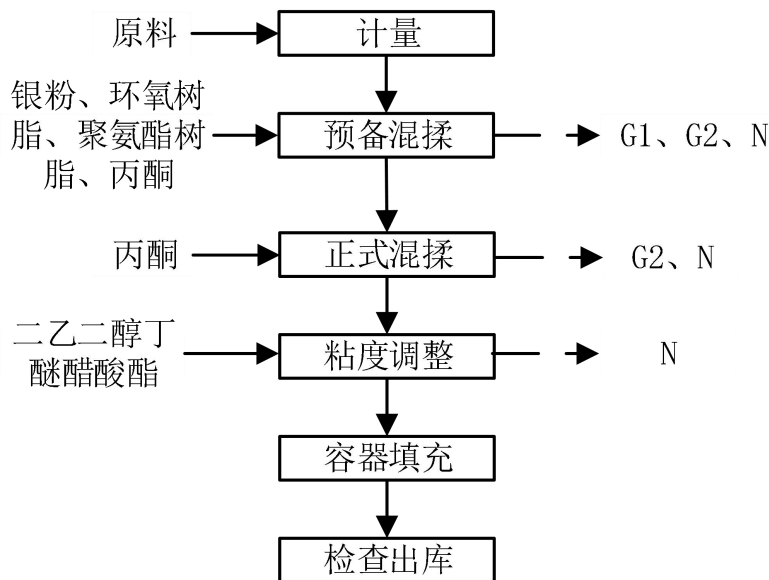 原料
计量
银粉、环氧树
脂、聚氨酯树
脂、丙酮
预备混揉
G1、G2、N
丙酮
正式混揉
G2、N
二乙二醇丁
醚醋酸酯
粘度调整
N
容器填充
检查出库